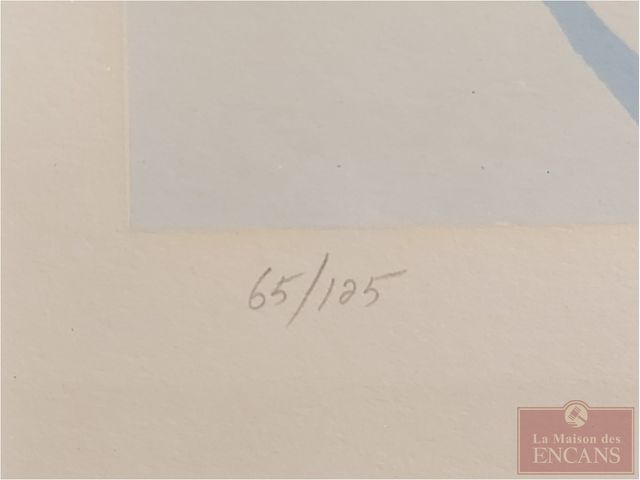 65/125
La Maison des
ENCANS